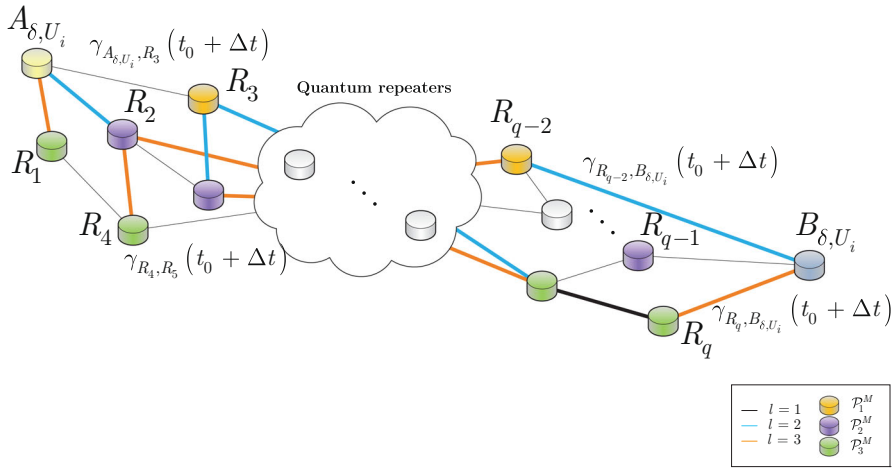 A_{δ,U_i}
γ_{A_{δ,U_i},R_3} (t_0 + Δt)
R_3
Quantum repeaters
R_2
R_{q−2}
R_1
γ_{R_{q−2},B_{δ,U_i}} (t_0 + Δt)
R_4
R_{q−1}
B_{δ,U_i}
γ_{R_4,R_5} (t_0 + Δt)
γ_{R_q,B_{δ,U_i}} (t_0 + Δt)
R_q
l = 1 𝒫_1^M
l = 2 𝒫_2^M
l = 3 𝒫_3^M